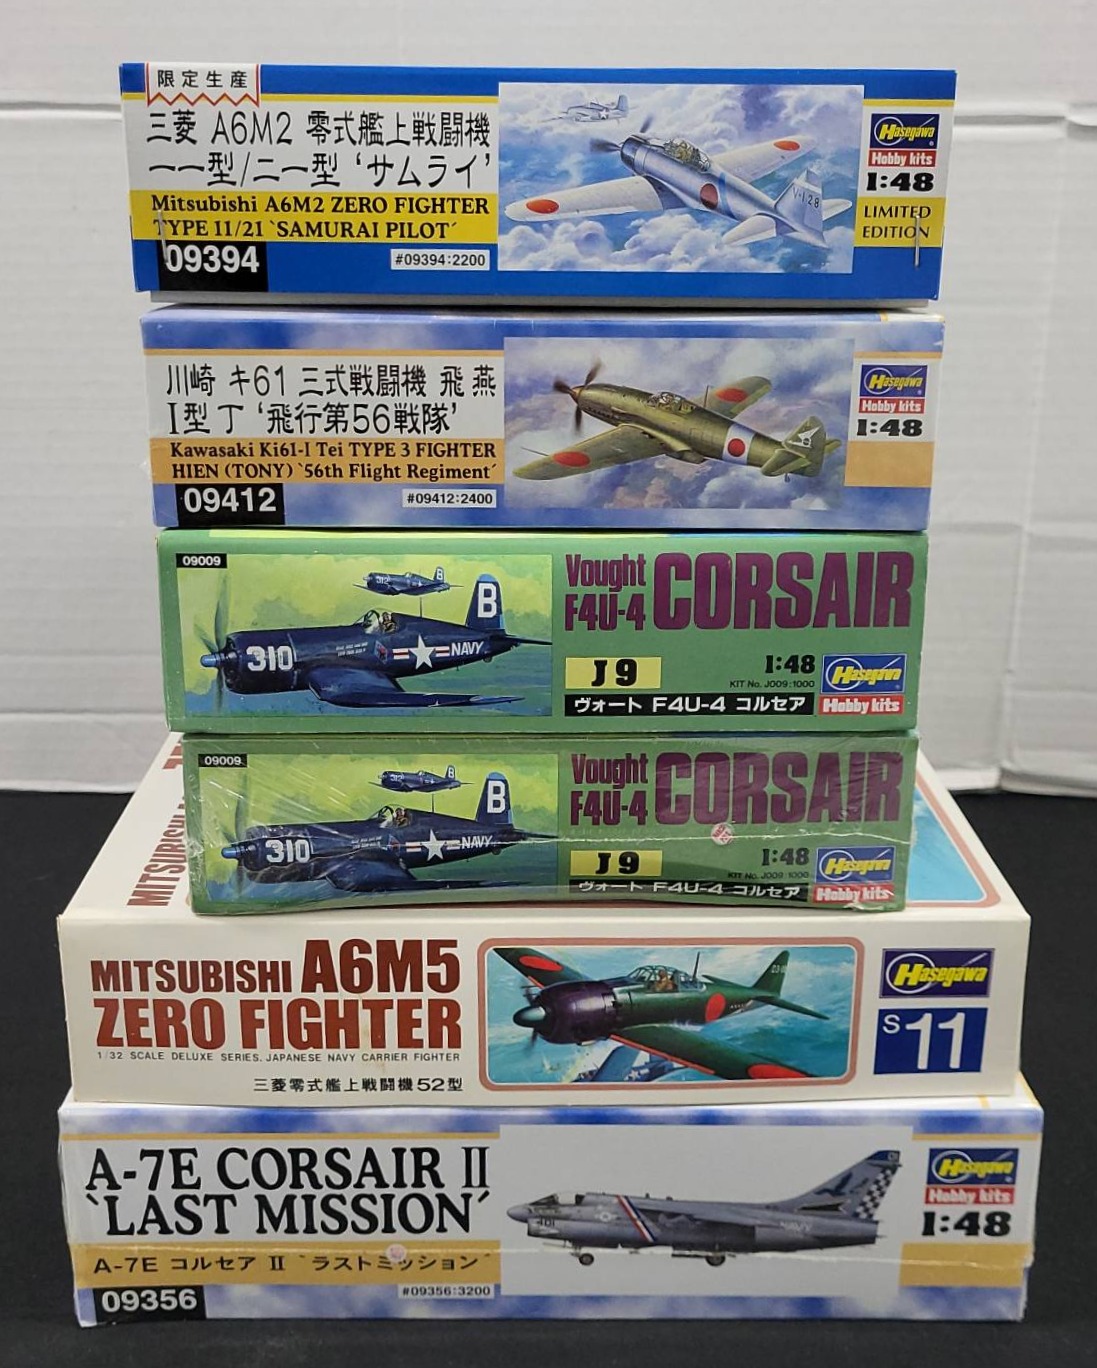 限定生産
三菱 A6M2 零式艦上戦闘機
一一型/二一型 ‘サムライ’
Mitsubishi A6M2 ZERO FIGHTER
TYPE 11/21 `SAMURAI PILOT´
09394
#09394:2200
V-128
Hasegawa
Hobby kits
1:48
LIMITED
EDITION
川崎 キ61 三式戦闘機 飛燕
I型丁 ‘飛行第56戦隊’
Kawasaki Ki61-I Tei TYPE 3 FIGHTER
HIEN (TONY) `56th Flight Regiment´
09412
#09412:2400
Hasegawa
Hobby kits
1:48
09009
312
B
B
310
NAVY
Vought
F4U-4
CORSAIR
J9
1:48
KIT No. J009:1000
ヴォート F4U-4 コルセア
Hasegawa
Hobby kits
09009
312
B
B
310
NAVY
Vought
F4U-4
CORSAIR
J9
1:48
KIT No. J009:1000
ヴォート F4U-4 コルセア
Hasegawa
Hobby kits
MITSUBISHI
MITSUBISHI A6M5
ZERO FIGHTER
1/32 SCALE DELUXE SERIES. JAPANESE NAVY CARRIER FIGHTER
三菱零式艦上戦闘機52型
Hasegawa
S 11
A-7E CORSAIR II
`LAST MISSION´
A-7E コルセア II `ラストミッション´
09356
#09356:3200
401
NAVY
Hasegawa
Hobby kits
1:48